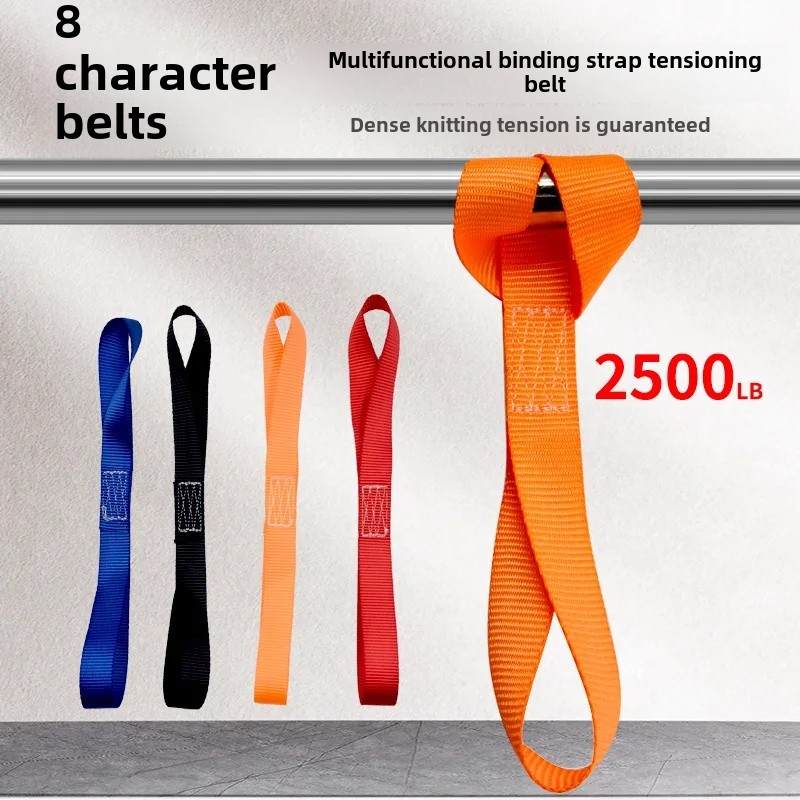 8
character
belts
Multifunctional binding strap tensioning
belt
Dense knitting tension is guaranteed
2500LB